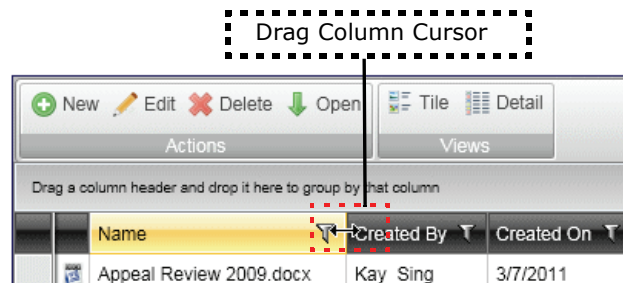 Drag Column Cursor
New Edit Delete Open Tile Detail
Actions Views
Drag a column header and drop it here to group by that column
Name Created By Created On
Appeal Review 2009.docx Kay Sing 3/7/2011